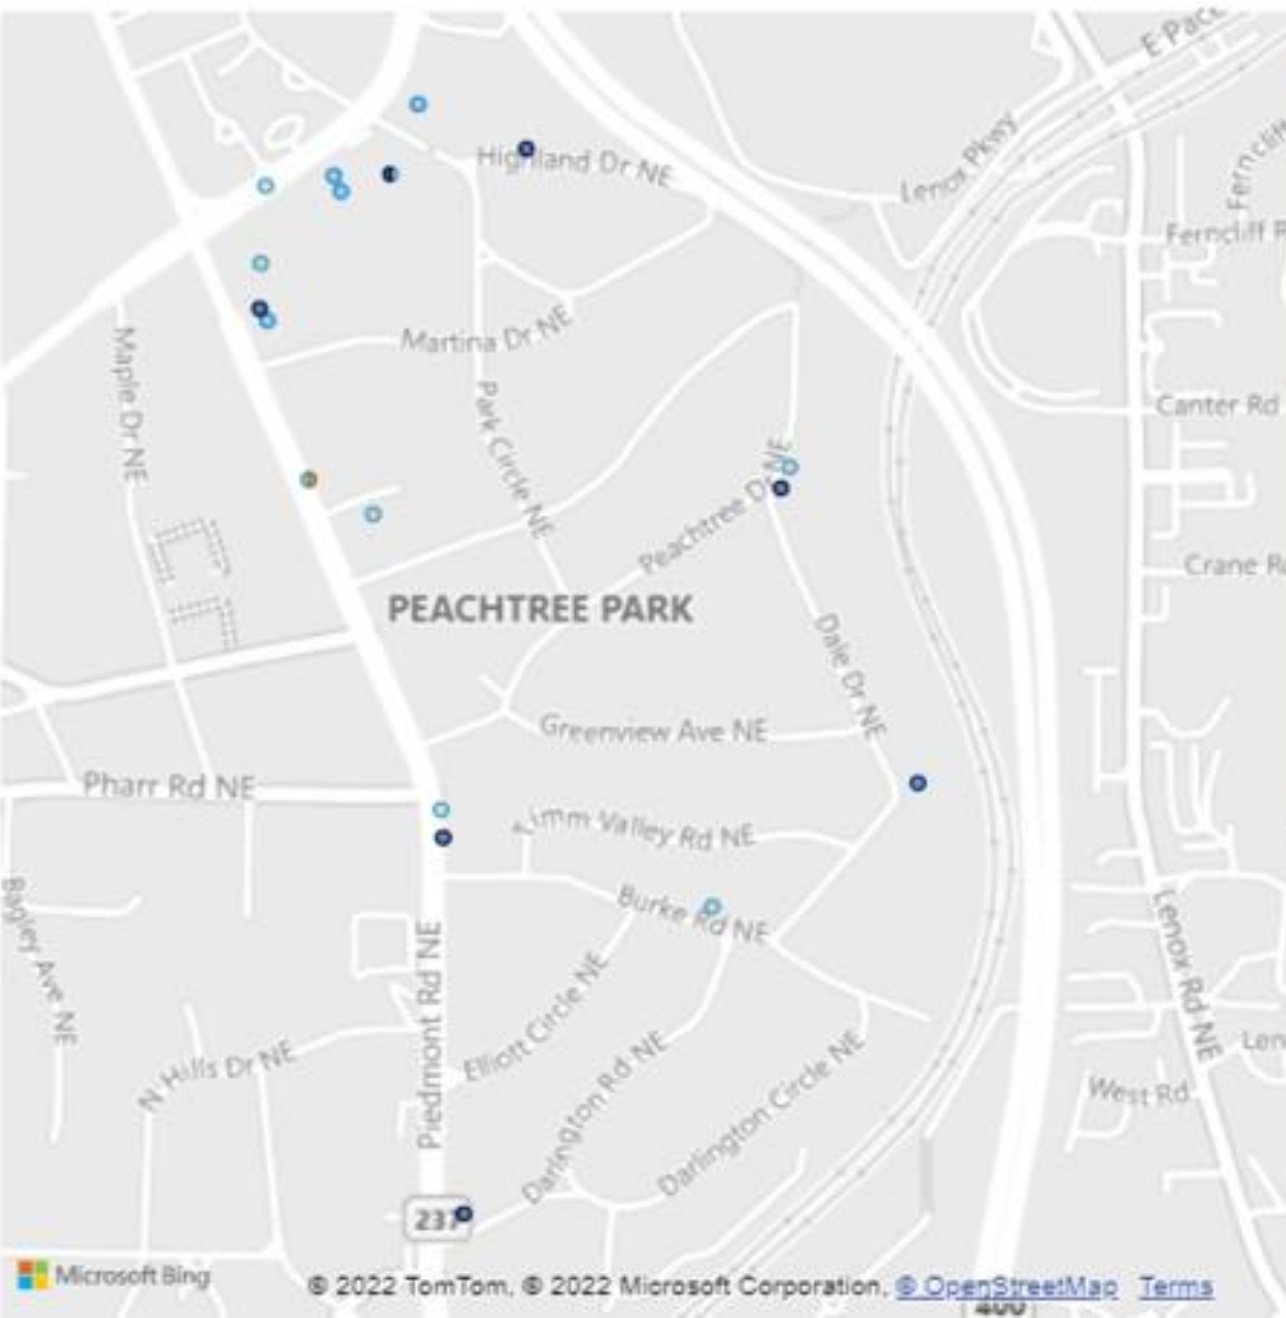 E Pace
Lenox Pkwy
Highland Dr NE
Ferncliff
Ferncliff R
Martina Dr NE
Maple Dr NE
Park Circle NE
Canter Rd
Peachtree Dr NE
Crane Ro
PEACHTREE PARK
Dale Dr NE
Greenview Ave NE
Pharr Rd NE
Timm Valley Rd NE
Burke Rd NE
Bagley Ave NE
Piedmont Rd NE
Lenox Rd NE
Elliott Circle NE
Len
N Hills Dr NE
Darlington Rd NE
Darlington Circle NE
West Rd
237
Microsoft Bing
© 2022 TomTom, © 2022 Microsoft Corporation, © OpenStreetMap Terms
400